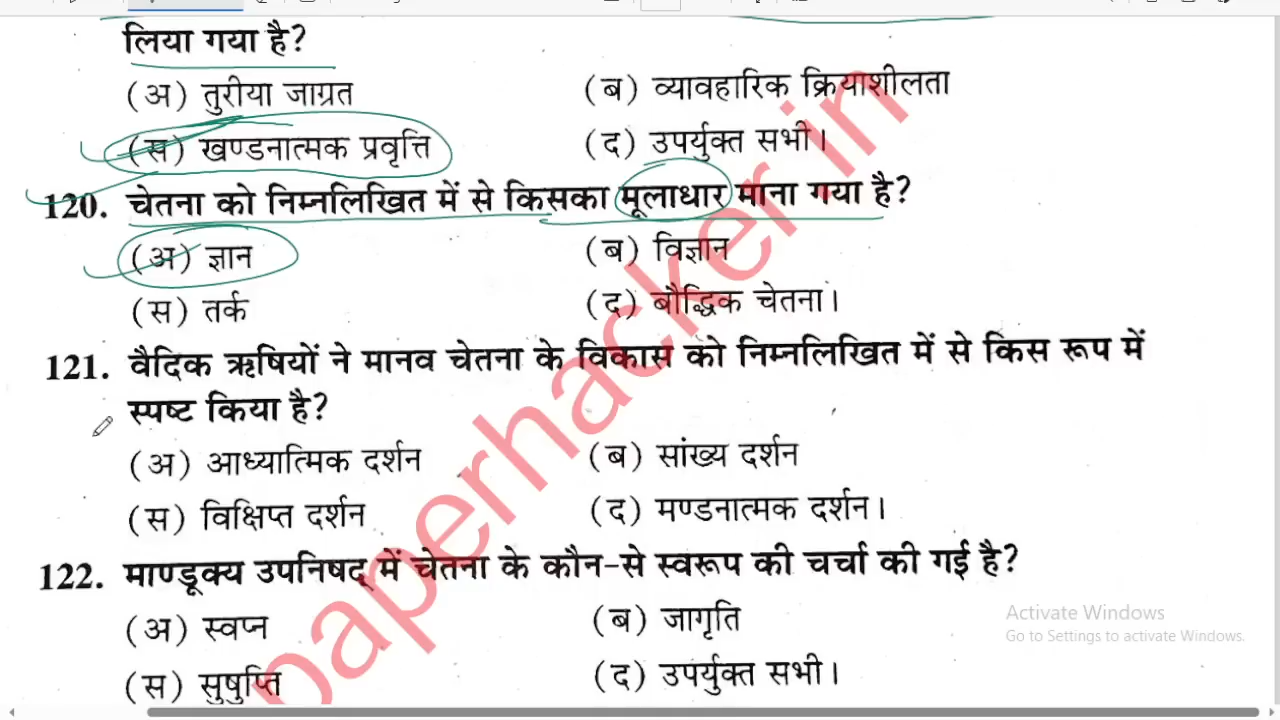 लिया गया है?
(अ) तुरीया जाग्रत
(ब) व्यावहारिक क्रियाशीलता
(स) खण्डनात्मक प्रवृत्ति
(द) उपर्युक्त सभी।
120. चेतना को निम्नलिखित में से किसका मूलाधार माना गया है?
(अ) ज्ञान
(ब) विज्ञान
(स) तर्क
(द) बौद्धिक चेतना।
121. वैदिक ऋषियों ने मानव चेतना के विकास को निम्नलिखित में से किस रूप में
स्पष्ट किया है?
(अ) आध्यात्मिक दर्शन
(ब) सांख्य दर्शन
(स) विक्षिप्त दर्शन
(द) मण्डनात्मक दर्शन।
122. माण्डूक्य उपनिषद् में चेतना के कौन-से स्वरूप की चर्चा की गई है?
(अ) स्वप्न
(ब) जागृति
(स) सुषुप्ति
(द) उपर्युक्त सभी।
paperhacker.in
Activate Windows
Go to Settings to activate Windows.